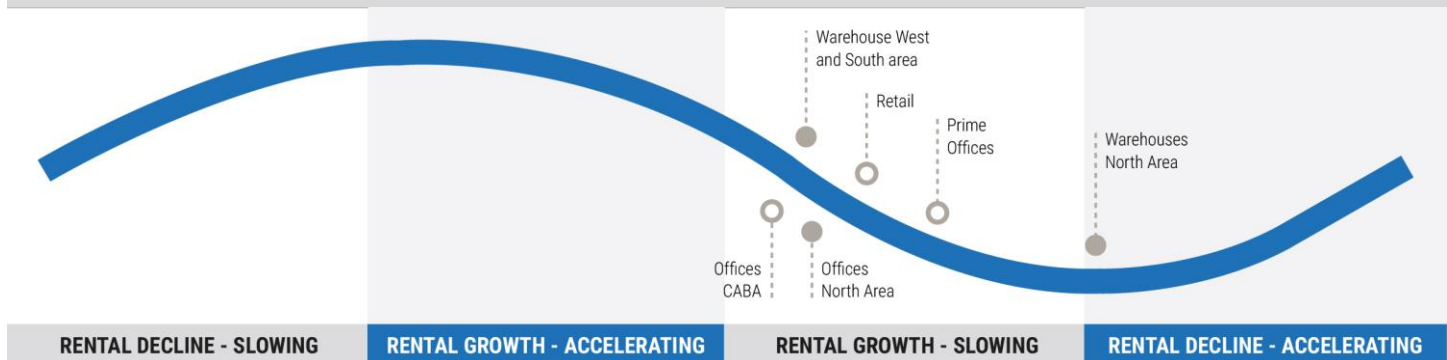 Warehouse West
and South area
Retail
Prime
Offices
Warehouses
North Area
Offices
CABA
Offices
North Area
RENTAL DECLINE - SLOWING
RENTAL GROWTH - ACCELERATING
RENTAL GROWTH - SLOWING
RENTAL DECLINE - ACCELERATING